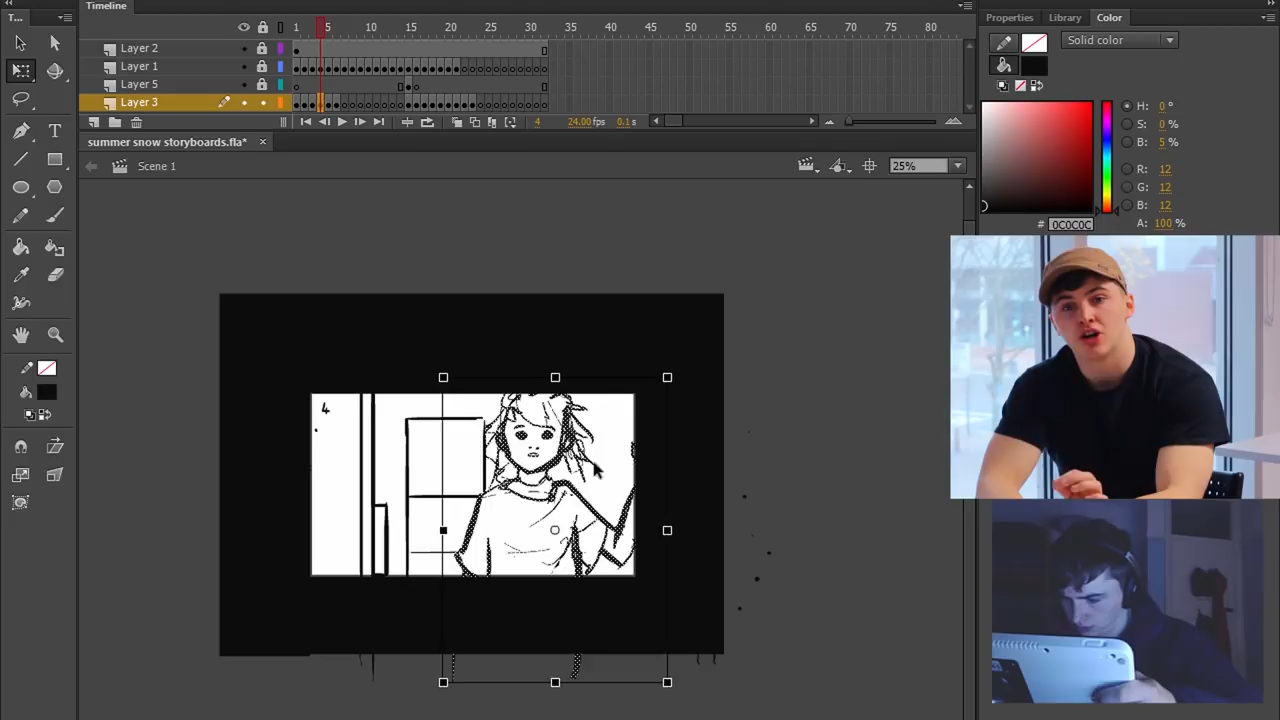 T...
Timeline
Properties
Library
Color
1 5 10 15 20 25 30 35 40 45 50 55 60 65 70 75 80
Solid color
Layer 2
Layer 1
Layer 5
Layer 3
4 24.00 fps 0.1 s
summer snow storyboards.fla*
Scene 1
25%
H: 0 °
S: 0 %
B: 5 %
R: 12
G: 12
B: 12
# 0C0C0C
A: 100 %
4